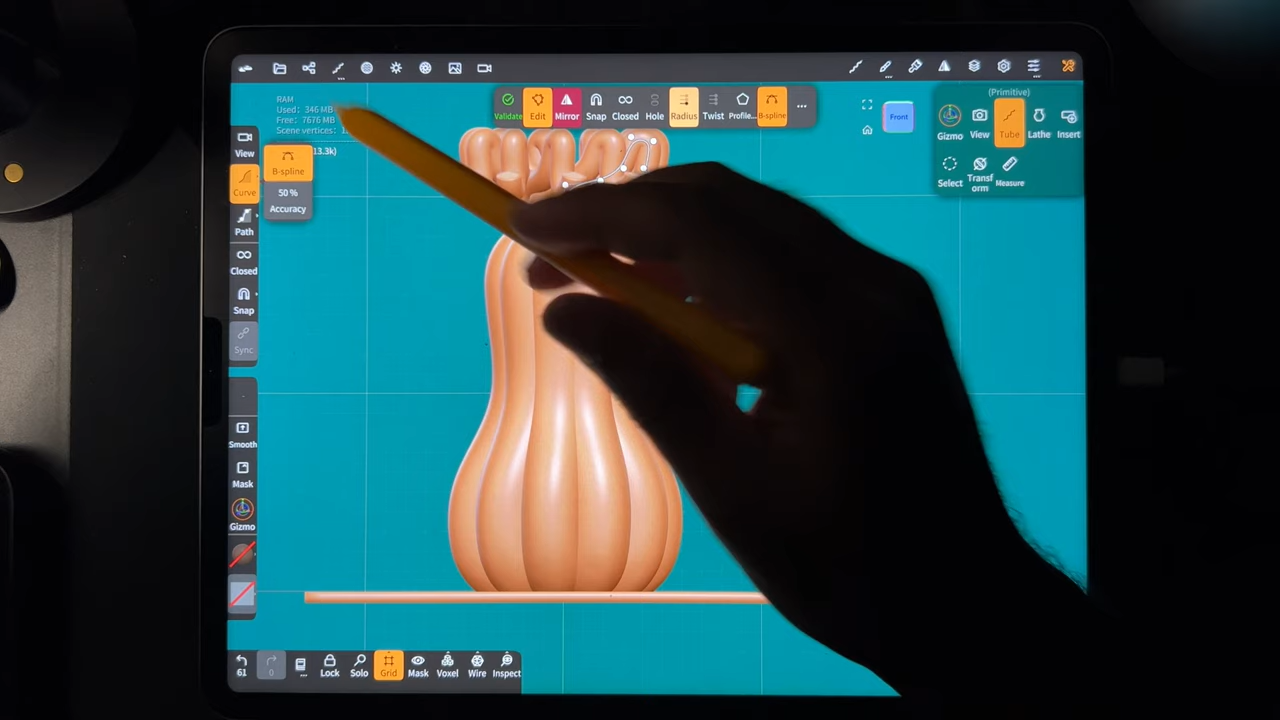 RAM
Used: 346 MB
Free: 7676 MB
Scene vertices:
13.3k)
Validate
Edit
Mirror
Snap
Closed
Hole
Radius
Twist
Profile...
B-spline
...
Front
(Primitive)
Gizmo
View
Tube
Lathe
Insert
Select
Transf
orm
Measure
View
Curve
Path
Closed
Snap
Sync
B-spline
50 %
Accuracy
Smooth
Mask
Gizmo
61
0
...
Lock
Solo
Grid
Mask
Voxel
Wire
Inspect